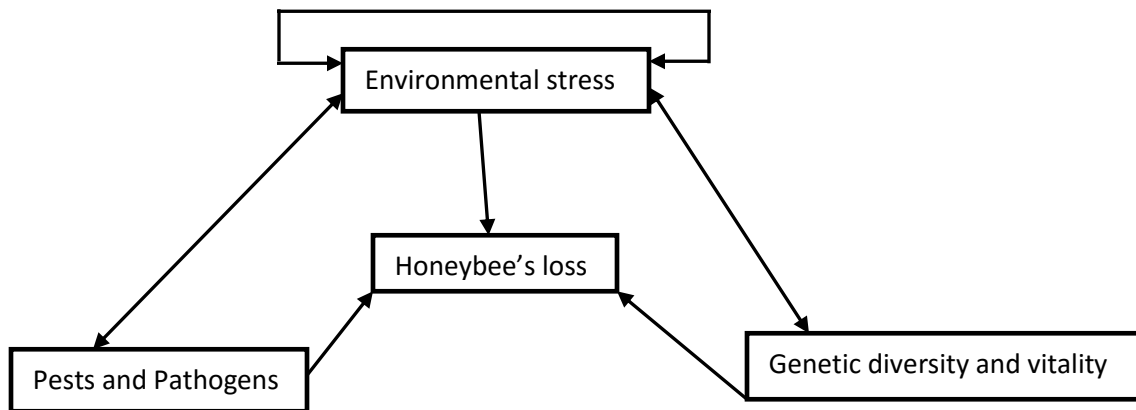 Environmental stress
Honeybee’s loss
Pests and Pathogens
Genetic diversity and vitality